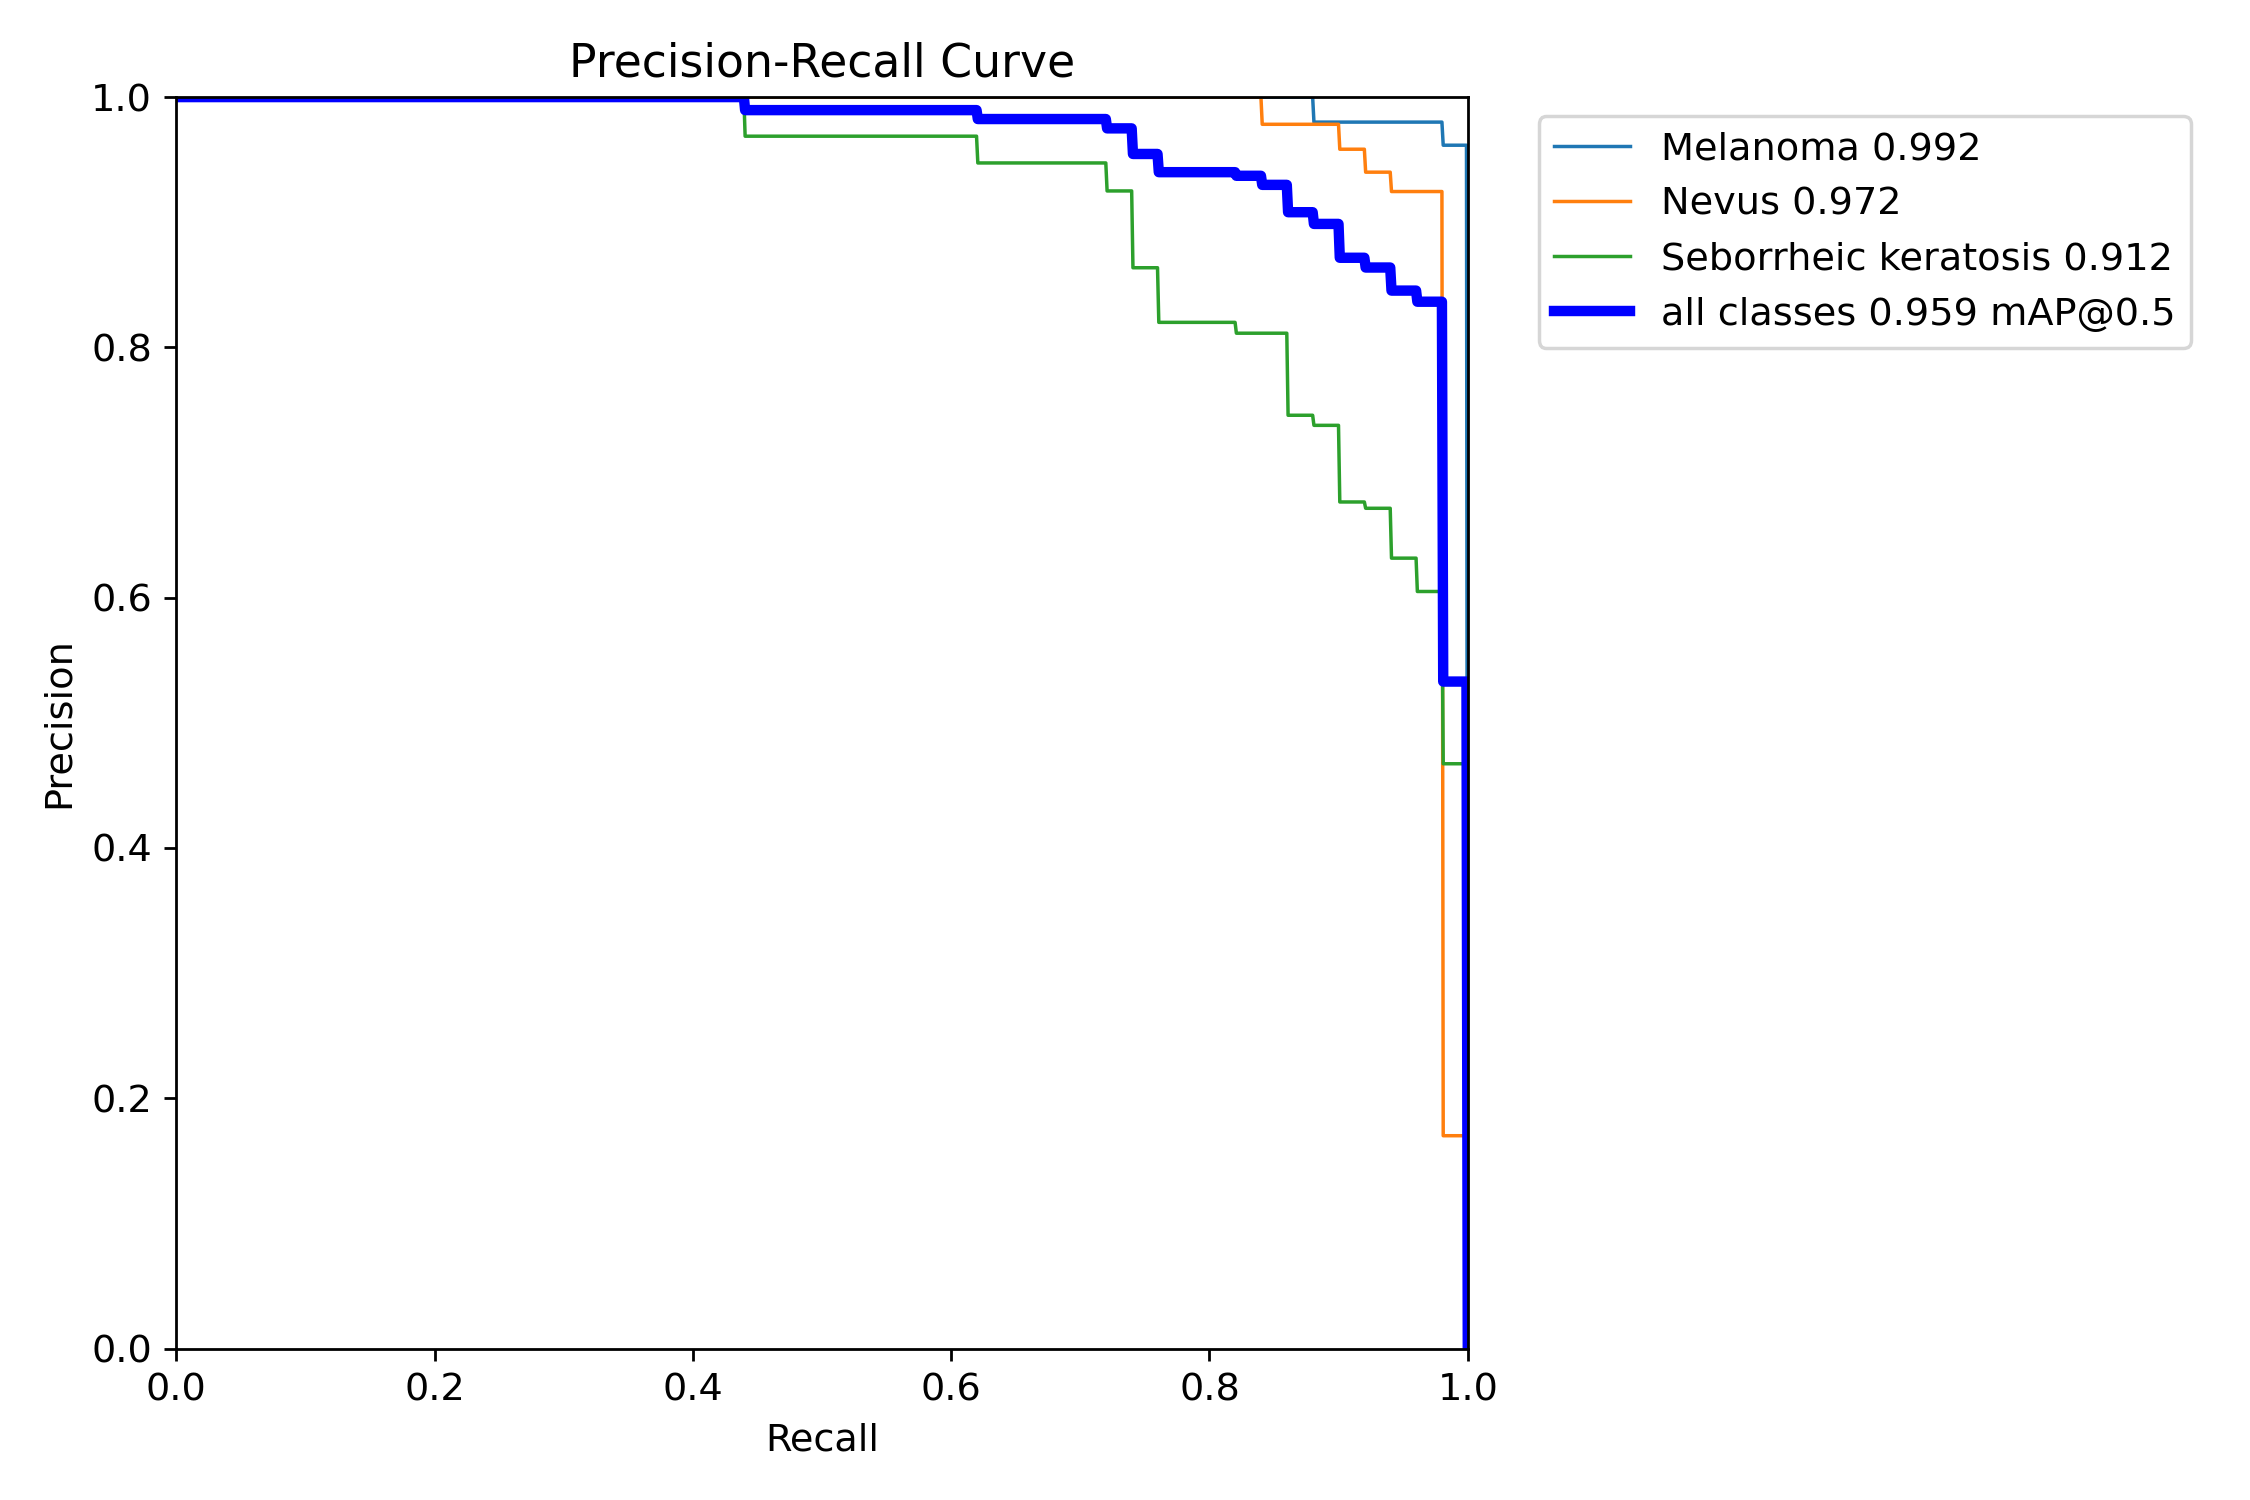 Precision-Recall Curve
1.0
0.8
0.6
0.4
0.2
0.0
Precision
0.0 0.2 0.4 0.6 0.8 1.0
Recall
Melanoma 0.992
Nevus 0.972
Seborrheic keratosis 0.912
all classes 0.959 mAP@0.5